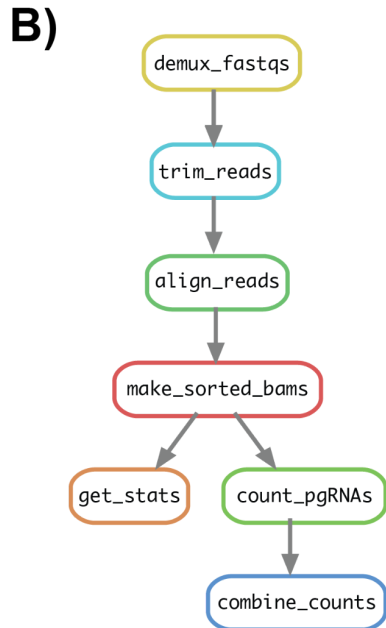 B)
demux_fastqs
trim_reads
align_reads
make_sorted_bams
get_stats
count_pgRNAs
combine_counts